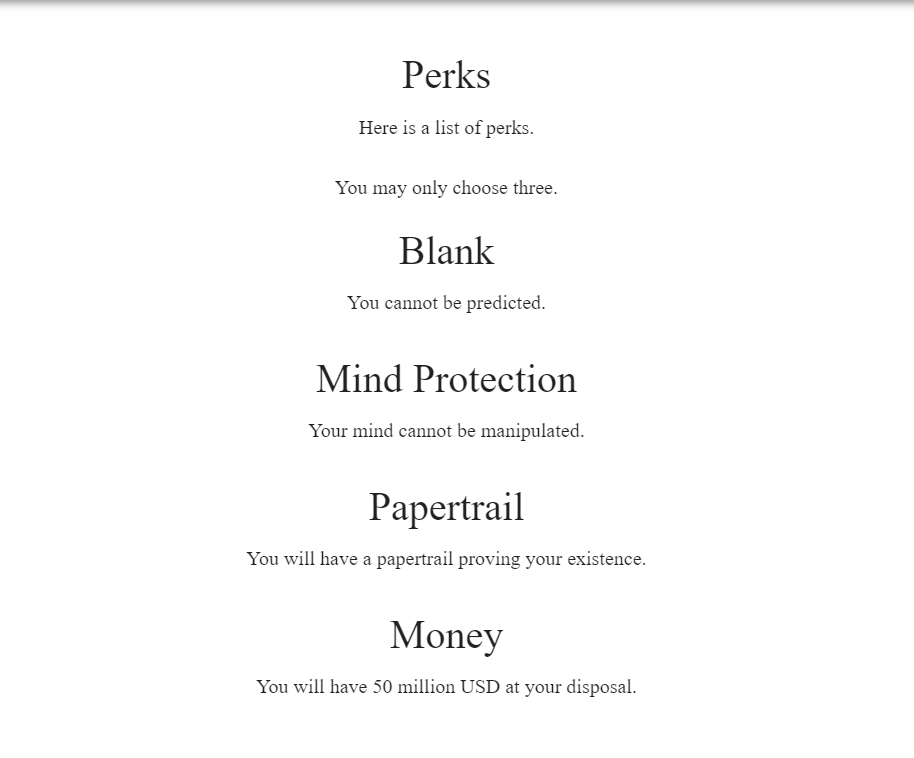 Perks
Here is a list of perks.
You may only choose three.
Blank
You cannot be predicted.
Mind Protection
Your mind cannot be manipulated.
Papertrail
You will have a papertrail proving your existence.
Money
You will have 50 million USD at your disposal.